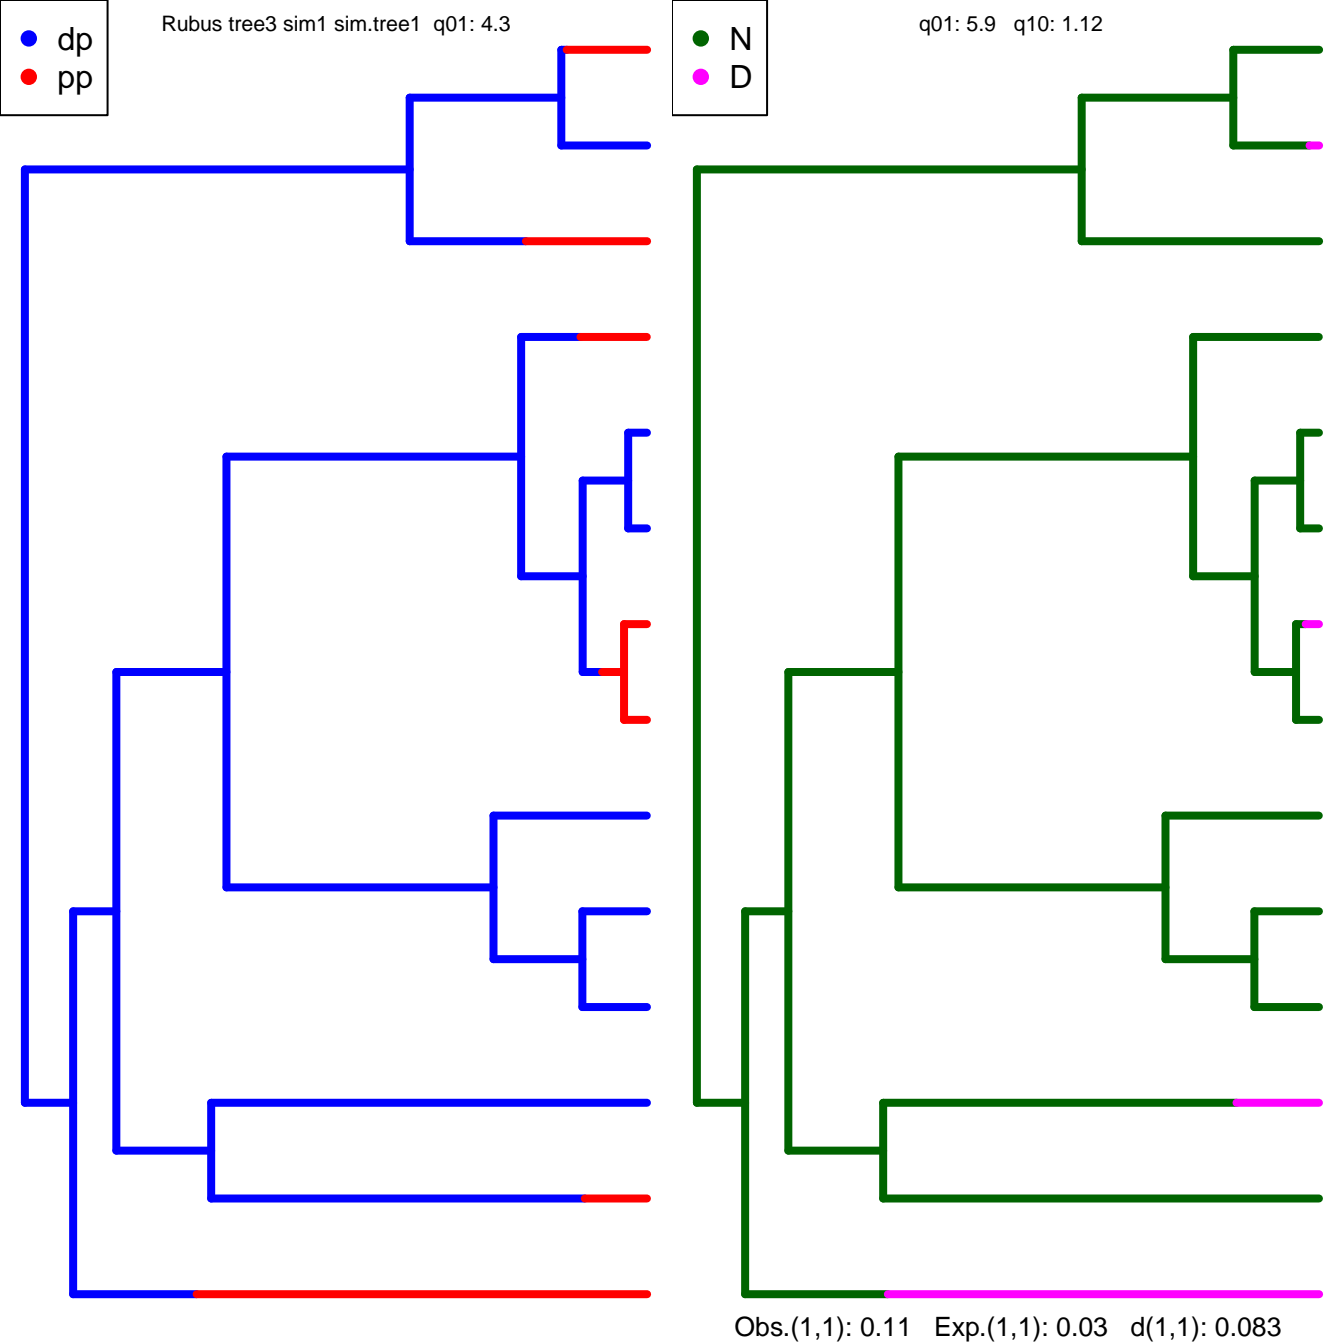 dp
pp
Rubus tree3 sim1 sim.tree1 q01: 4.3
N
D
q01: 5.9 q10: 1.12
Obs.(1,1): 0.11 Exp.(1,1): 0.03 d(1,1): 0.083